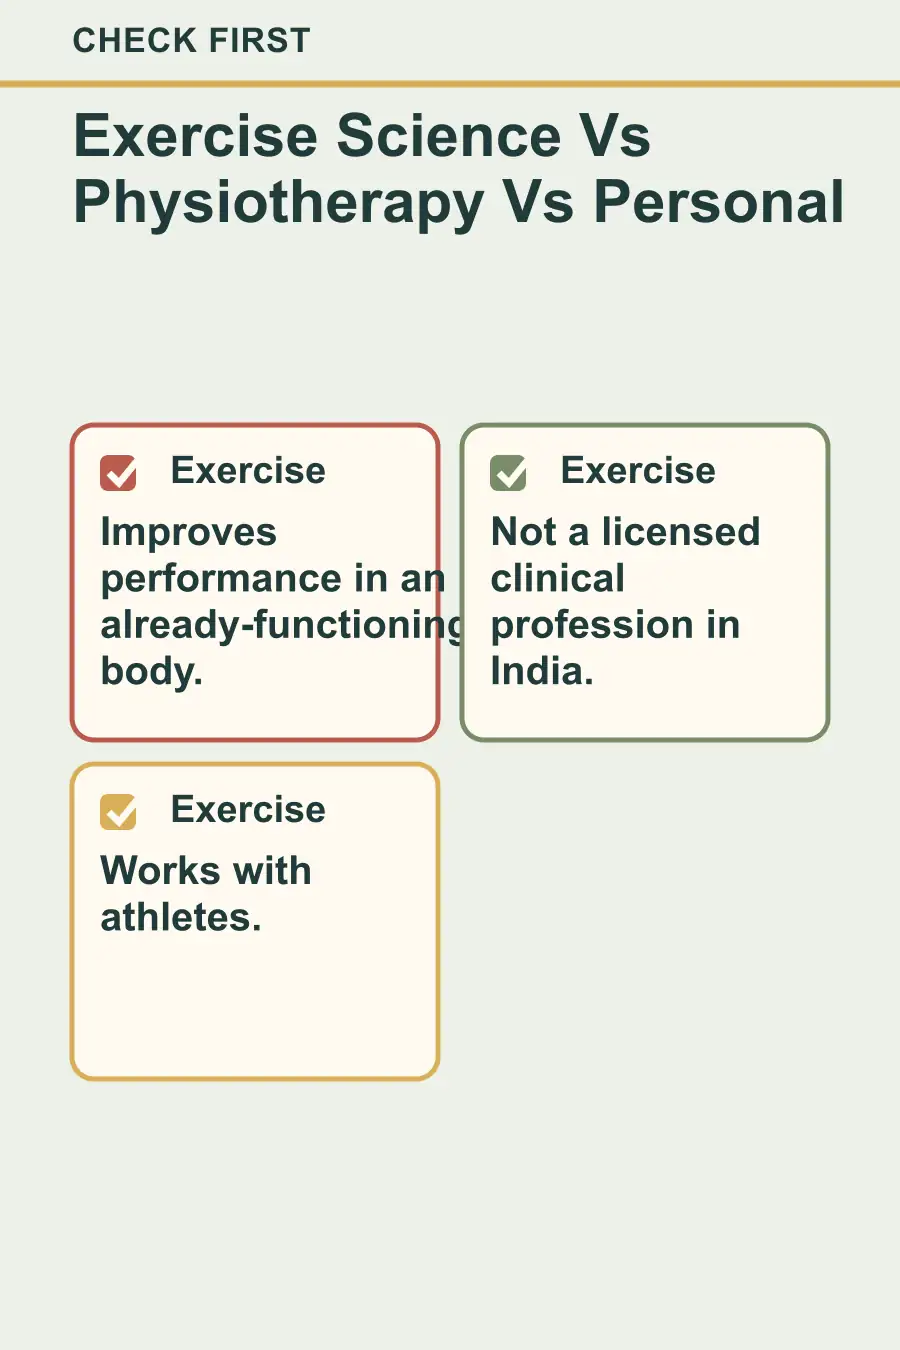 CHECK FIRST
Exercise Science Vs
Physiotherapy Vs Personal
Exercise
Improves
performance in an
already-functioning
body.
Exercise
Not a licensed
clinical
profession in
India.
Exercise
Works with
athletes.